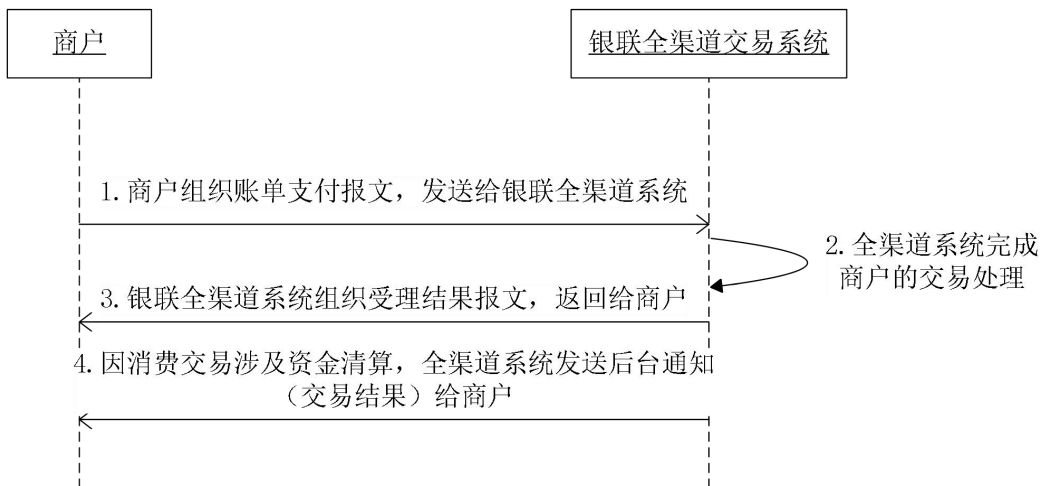 商户
银联全渠道交易系统
1.商户组织账单支付报文，发送给银联全渠道系统
2.全渠道系统完成
商户的交易处理
3.银联全渠道系统组织受理结果报文，返回给商户
4.因消费交易涉及资金清算，全渠道系统发送后台通知
（交易结果）给商户